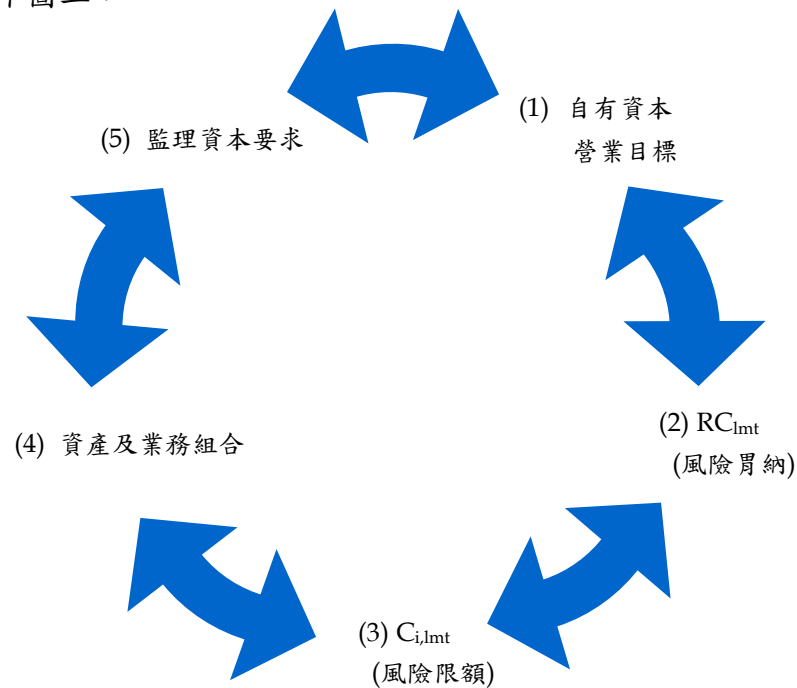 (1) 自有資本
營業目標
(5) 監理資本要求
(2) RClmt
(風險胃納)
(4) 資產及業務組合
(3) Ci,lmt
(風險限額)